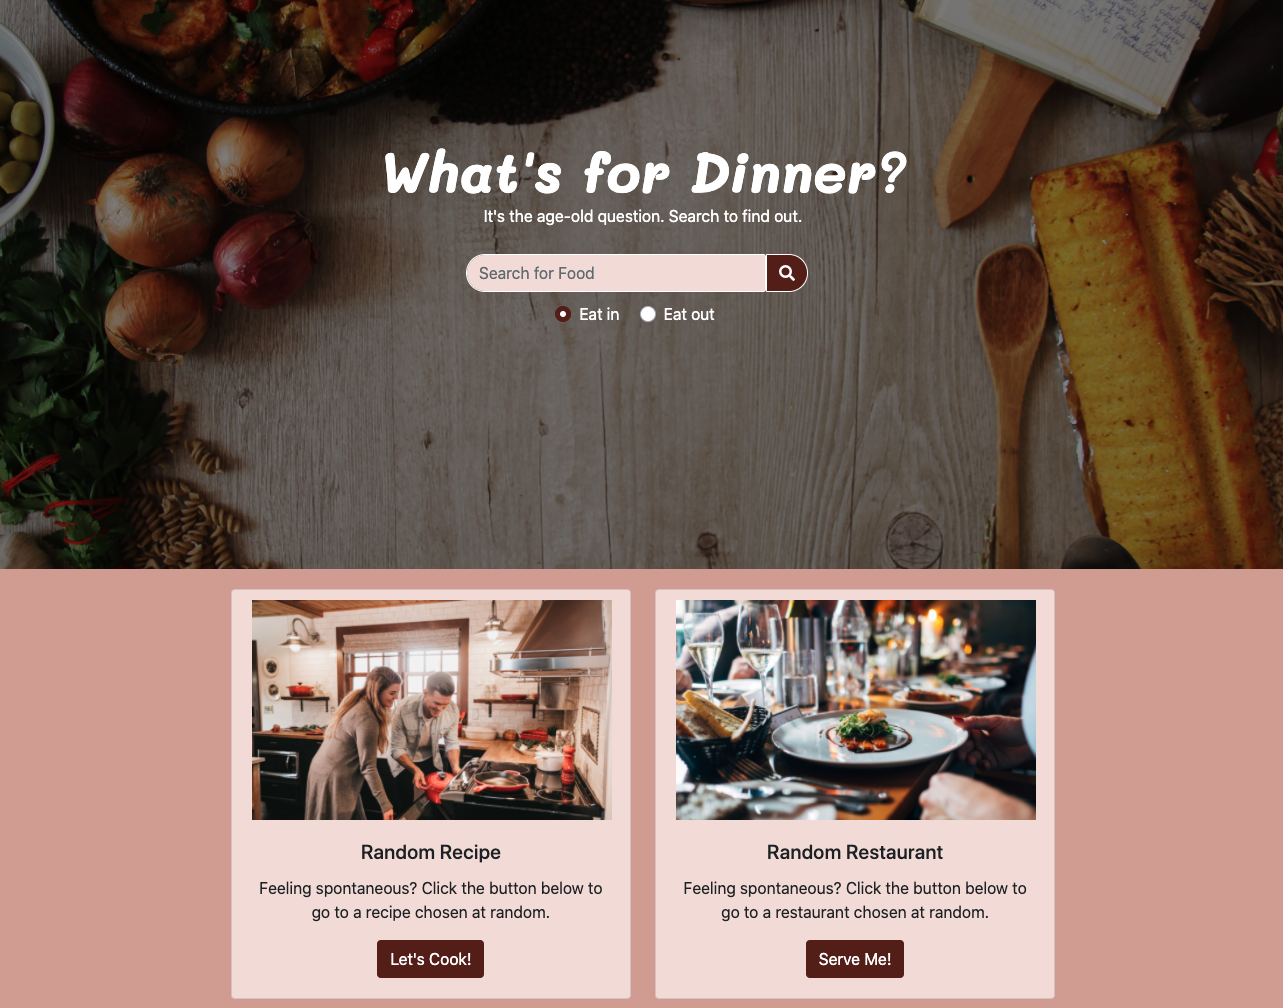 What's for Dinner?
It's the age-old question. Search to find out.
Search for Food
Eat in Eat out
Random Recipe
Feeling spontaneous? Click the button below to
go to a recipe chosen at random.
Let's Cook!
Random Restaurant
Feeling spontaneous? Click the button below to
go to a restaurant chosen at random.
Serve Me!